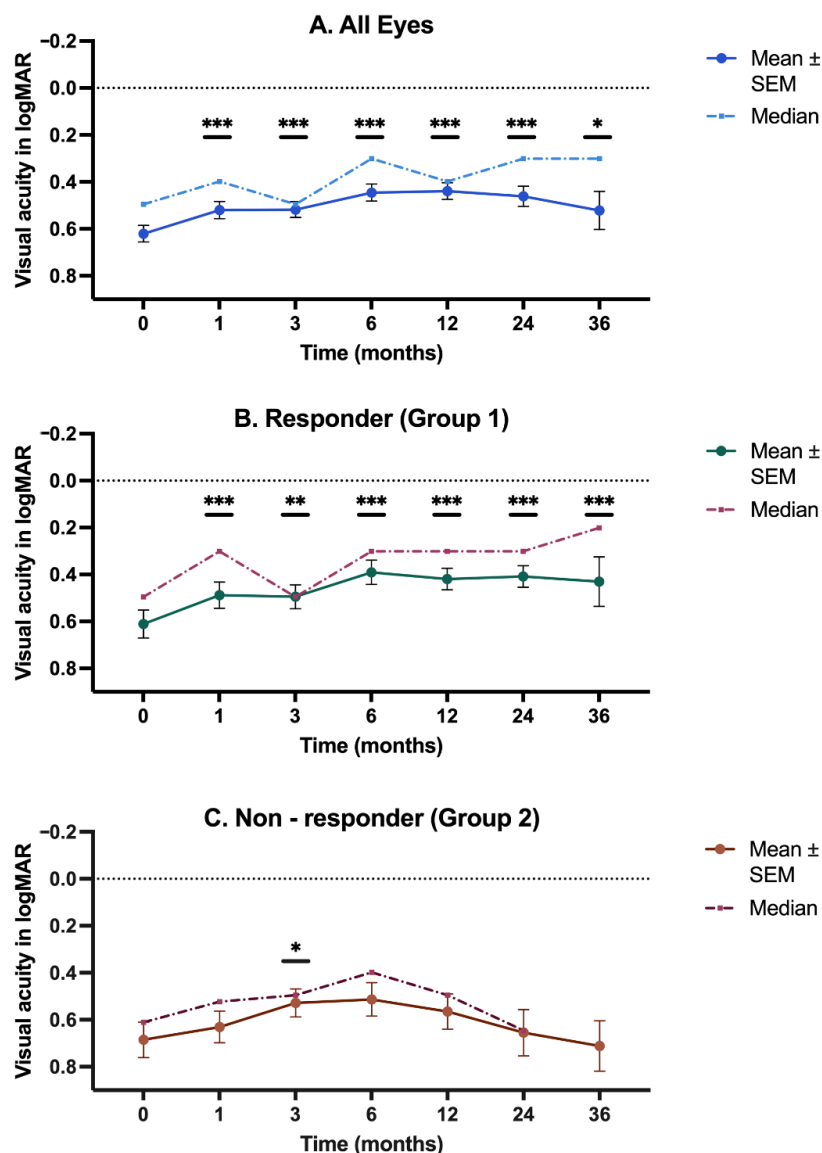 A. All Eyes
Visual acuity in logMAR
−0.2
0.0
0.2
0.4
0.6
0.8
*** *** *** *** *** *
0 1 3 6 12 24 36
Time (months)
Mean ±
SEM
Median
B. Responder (Group 1)
Visual acuity in logMAR
−0.2
0.0
0.2
0.4
0.6
0.8
*** ** *** *** *** ***
0 1 3 6 12 24 36
Time (months)
Mean ±
SEM
Median
C. Non - responder (Group 2)
Visual acuity in logMAR
−0.2
0.0
0.2
0.4
0.6
0.8
*
0 1 3 6 12 24 36
Time (months)
Mean ±
SEM
Median